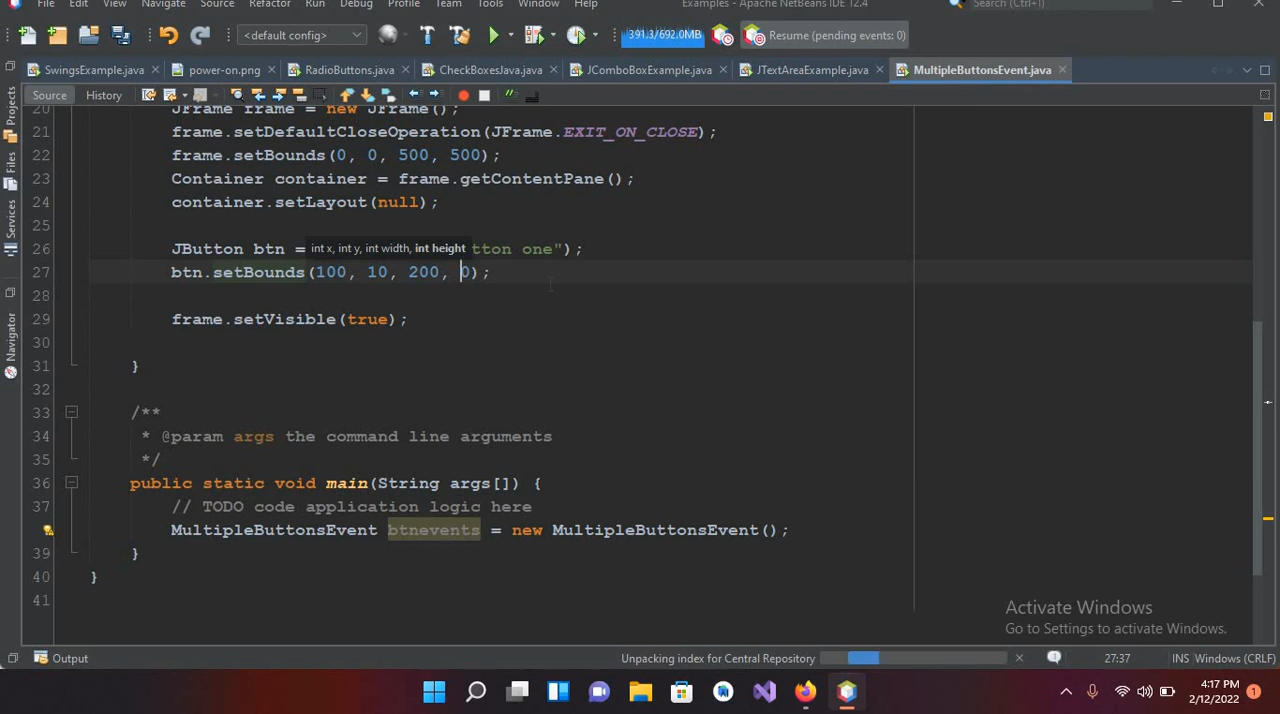 File Edit View Navigate Source Refactor Run Debug Profile Team Tools Window Help
Examples - Apache NetBeans IDE 12.4
Search (Ctrl+I)
<default config>
391.3/692.0MB
Resume (pending events: 0)
SwingsExample.java
power-on.png
RadioButtons.java
CheckBoxesJava.java
JComboBoxExample.java
JTextAreaExample.java
MultipleButtonsEvent.java
Source History
Projects
Files
Services
Navigator
20 JFrame frame = new JFrame();
21 frame.setDefaultCloseOperation(JFrame.EXIT_ON_CLOSE);
22 frame.setBounds(0, 0, 500, 500);
23 Container container = frame.getContentPane();
24 container.setLayout(null);
25
26 JButton btn = tton one");
int x, int y, int width, int height
27 btn.setBounds(100, 10, 200, 0);
28
29 frame.setVisible(true);
30
31 }
32
33 /**
34 * @param args the command line arguments
35 */
36 public static void main(String args[]) {
37 // TODO code application logic here
38 MultipleButtonsEvent btnevents = new MultipleButtonsEvent();
39 }
40 }
41
Activate Windows
Go to Settings to activate Windows.
Output
Unpacking index for Central Repository
27:37
INS
Windows (CRLF)
4:17 PM
2/12/2022
1